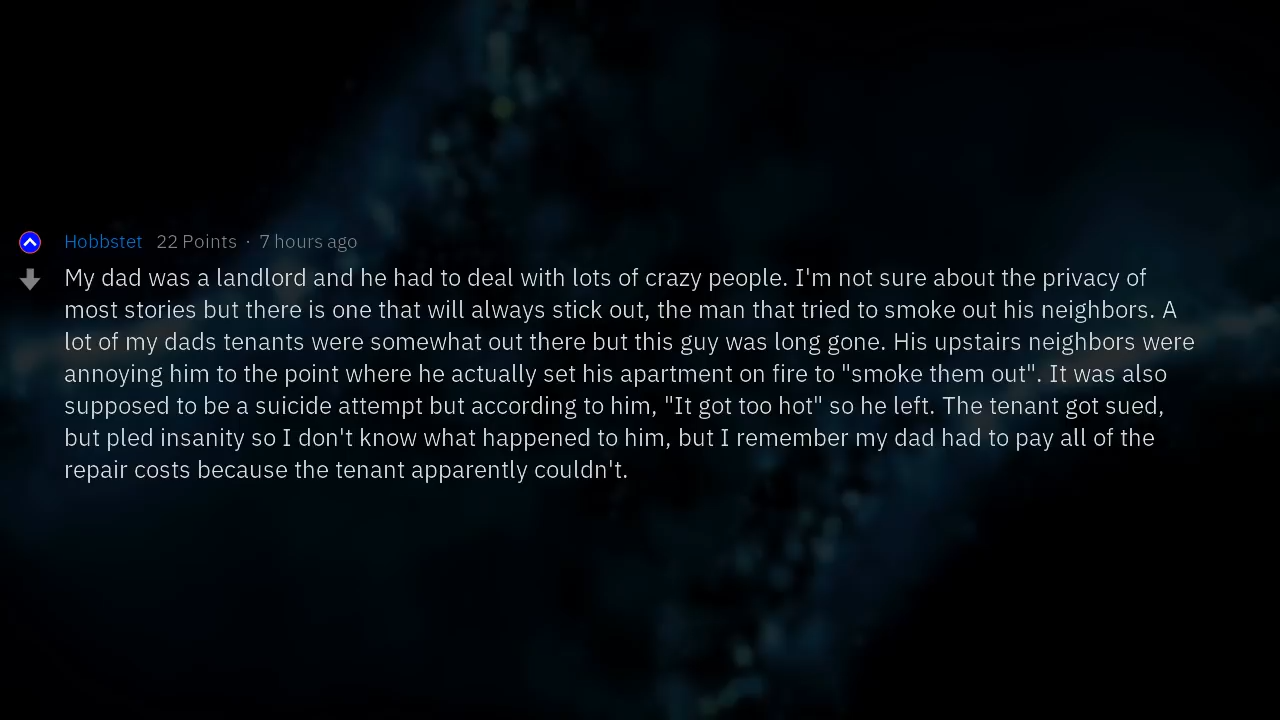 Hobbstet 22 Points · 7 hours ago
My dad was a landlord and he had to deal with lots of crazy people. I'm not sure about the privacy of
most stories but there is one that will always stick out, the man that tried to smoke out his neighbors. A
lot of my dads tenants were somewhat out there but this guy was long gone. His upstairs neighbors were
annoying him to the point where he actually set his apartment on fire to "smoke them out". It was also
supposed to be a suicide attempt but according to him, "It got too hot" so he left. The tenant got sued,
but pled insanity so I don't know what happened to him, but I remember my dad had to pay all of the
repair costs because the tenant apparently couldn't.